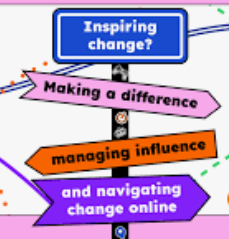 Inspiring
change?
Making a difference
managing influence
and navigating
change online